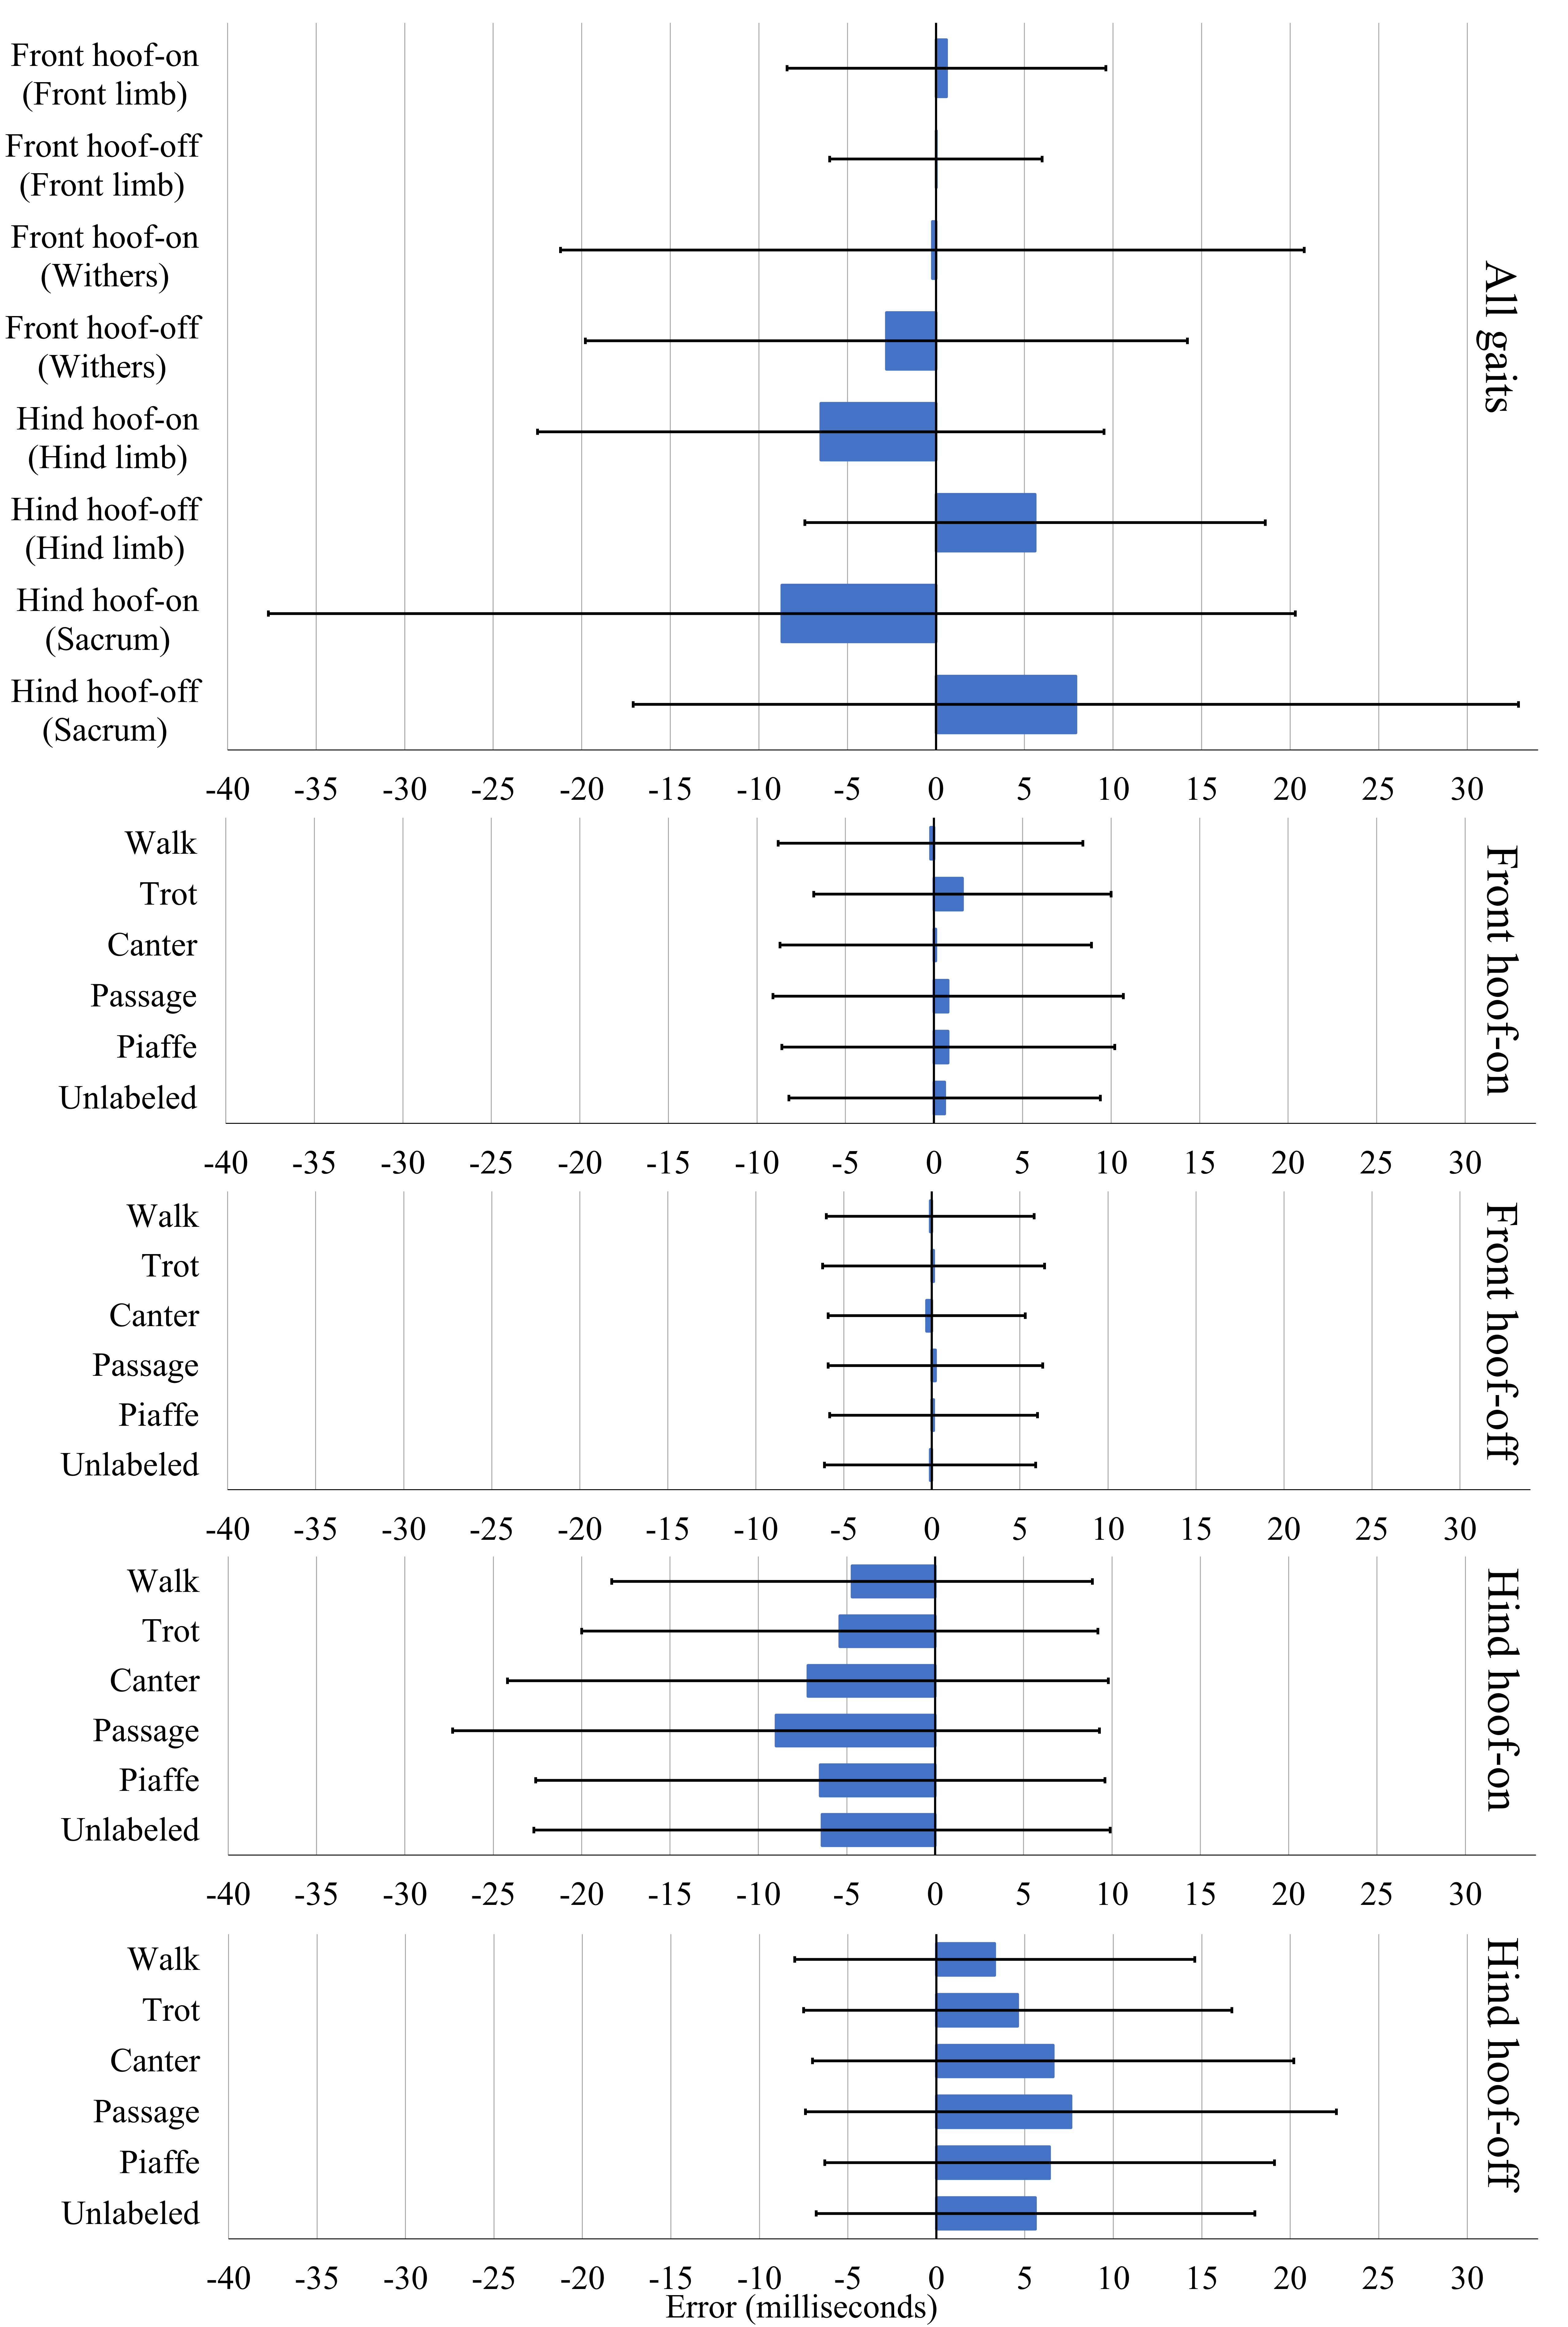 Front hoof-on
(Front limb)
Front hoof-off
(Front limb)
Front hoof-on
(Withers)
Front hoof-off
(Withers)
Hind hoof-on
(Hind limb)
Hind hoof-off
(Hind limb)
Hind hoof-on
(Sacrum)
Hind hoof-off
(Sacrum)
All gaits
-40 -35 -30 -25 -20 -15 -10 -5 0 5 10 15 20 25 30
Walk
Trot
Canter
Passage
Piaffe
Unlabeled
Front hoof-on
-40 -35 -30 -25 -20 -15 -10 -5 0 5 10 15 20 25 30
Walk
Trot
Canter
Passage
Piaffe
Unlabeled
Front hoof-off
-40 -35 -30 -25 -20 -15 -10 -5 0 5 10 15 20 25 30
Walk
Trot
Canter
Passage
Piaffe
Unlabeled
Hind hoof-on
-40 -35 -30 -25 -20 -15 -10 -5 0 5 10 15 20 25 30
Walk
Trot
Canter
Passage
Piaffe
Unlabeled
Hind hoof-off
-40 -35 -30 -25 -20 -15 -10 -5 0 5 10 15 20 25 30
Error (milliseconds)